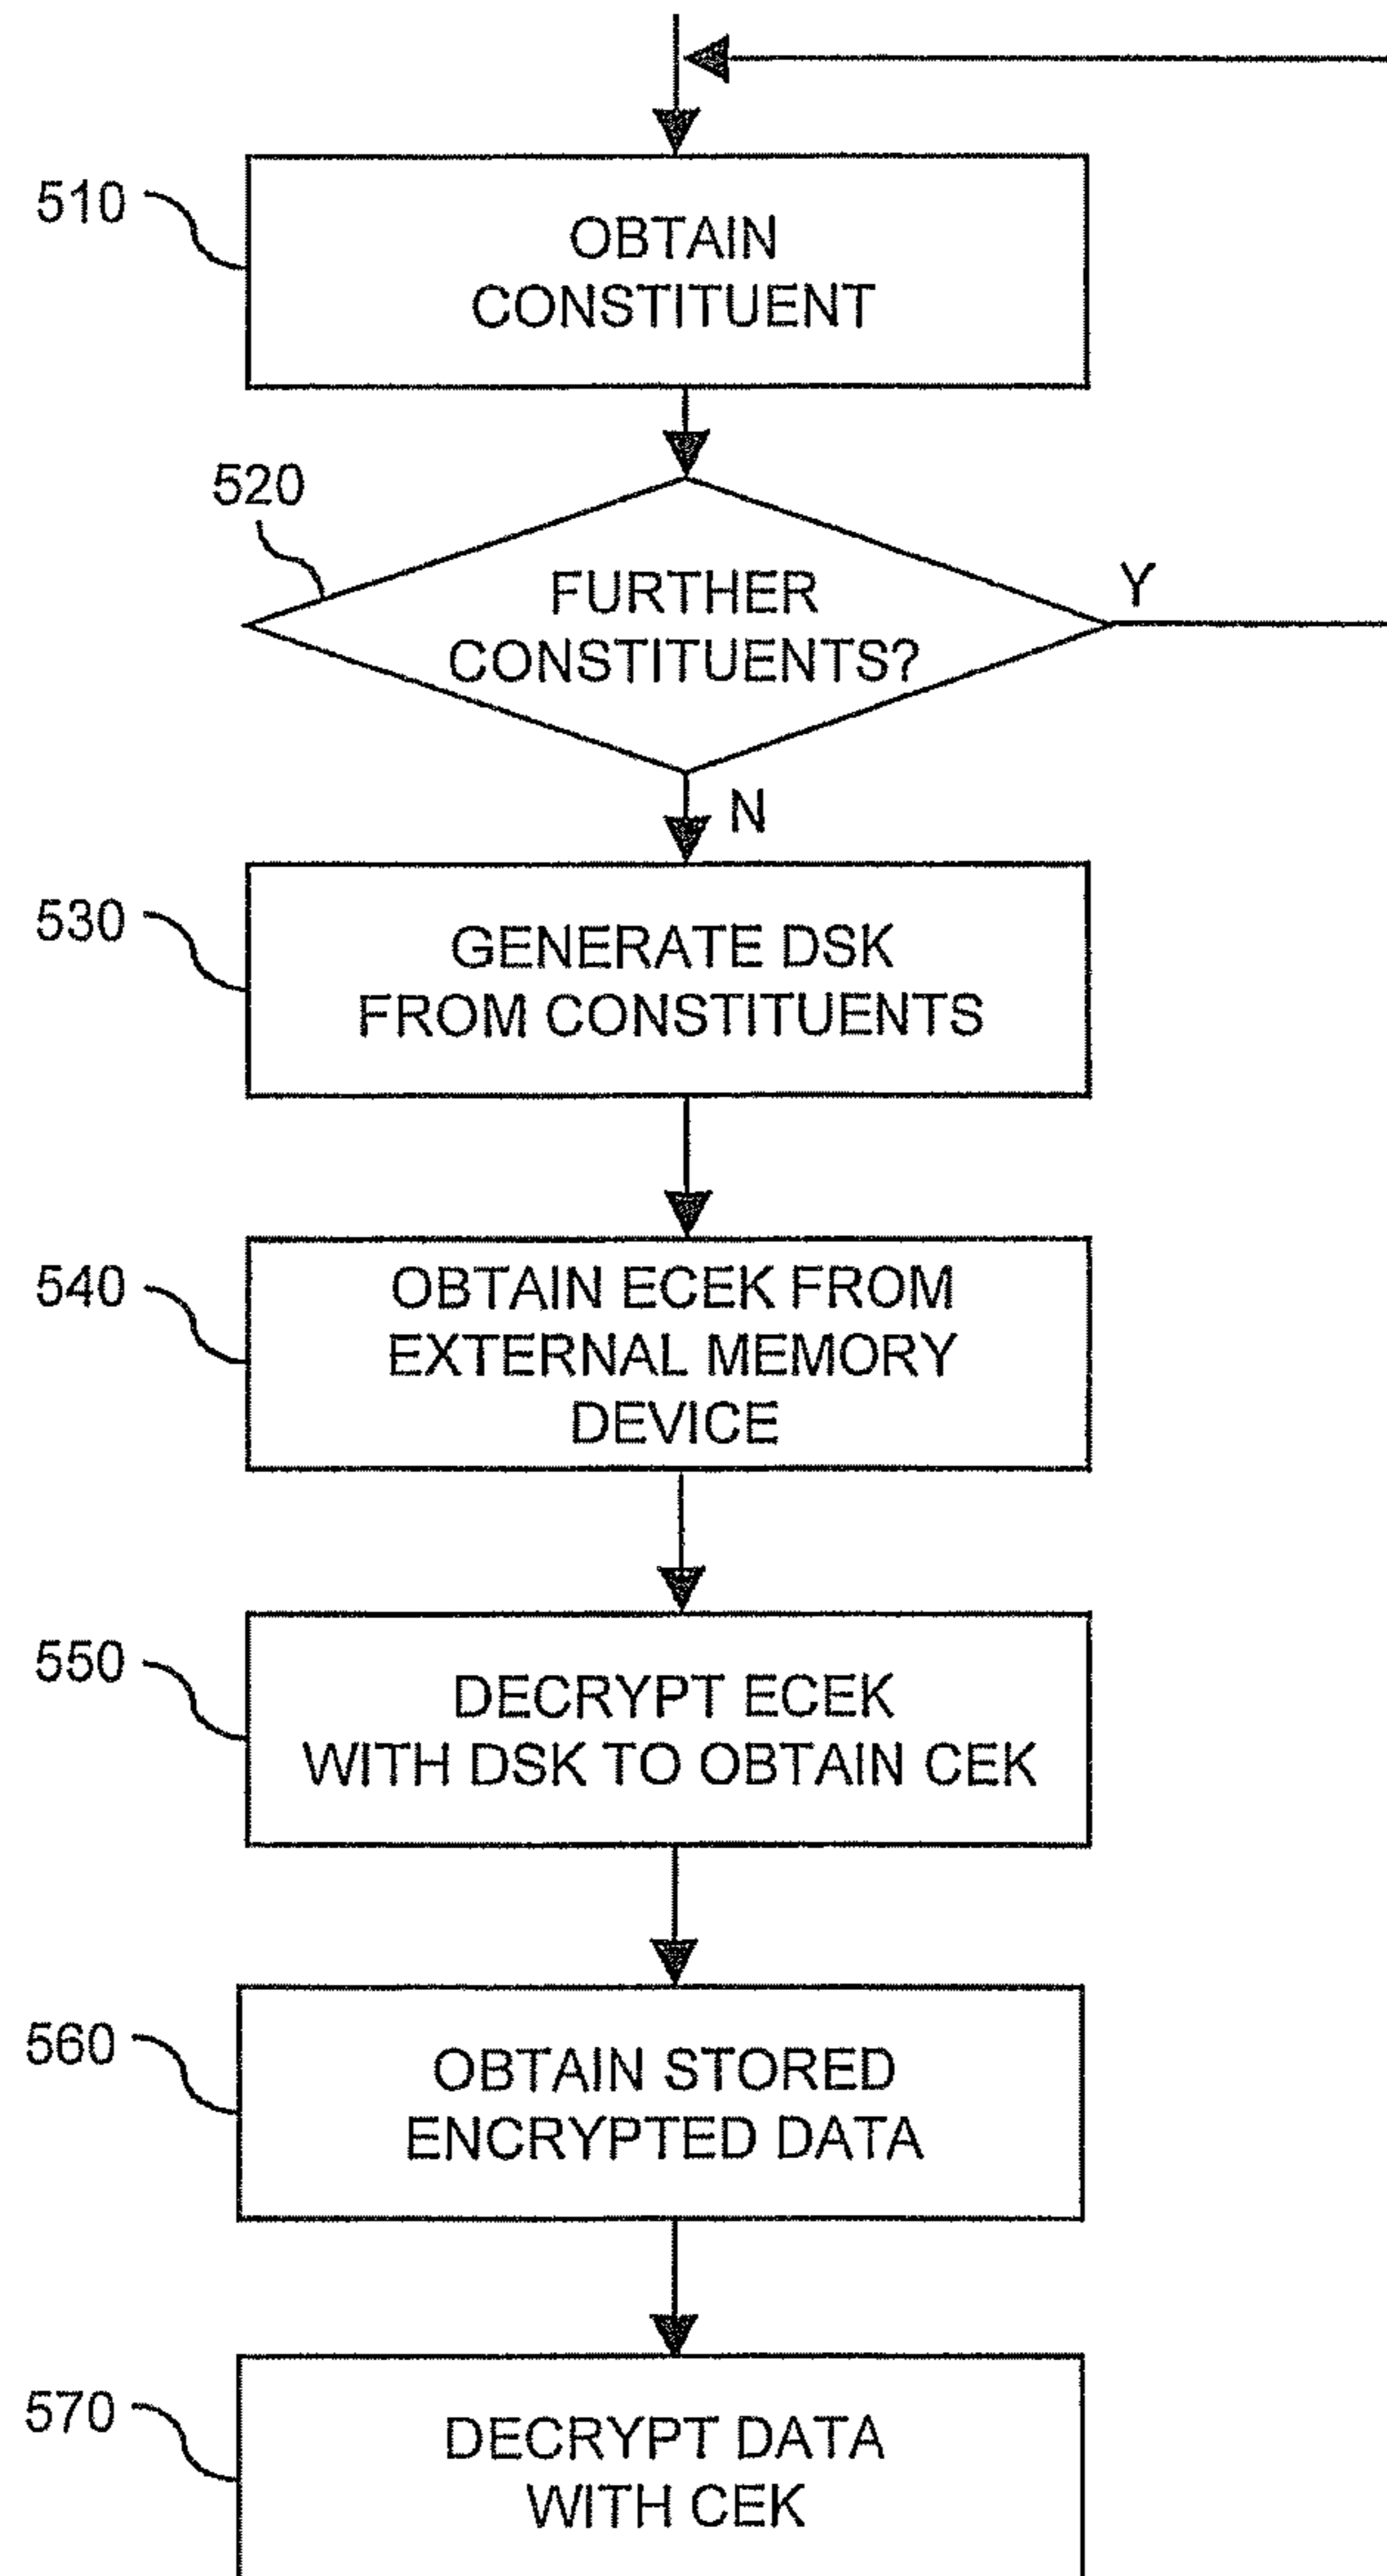 510
OBTAIN
CONSTITUENT
520
FURTHER
CONSTITUENTS?
Y
N
530
GENERATE DSK
FROM CONSTITUENTS
540
OBTAIN ECEK FROM
EXTERNAL MEMORY
DEVICE
550
DECRYPT ECEK
WITH DSK TO OBTAIN CEK
560
OBTAIN STORED
ENCRYPTED DATA
570
DECRYPT DATA
WITH CEK